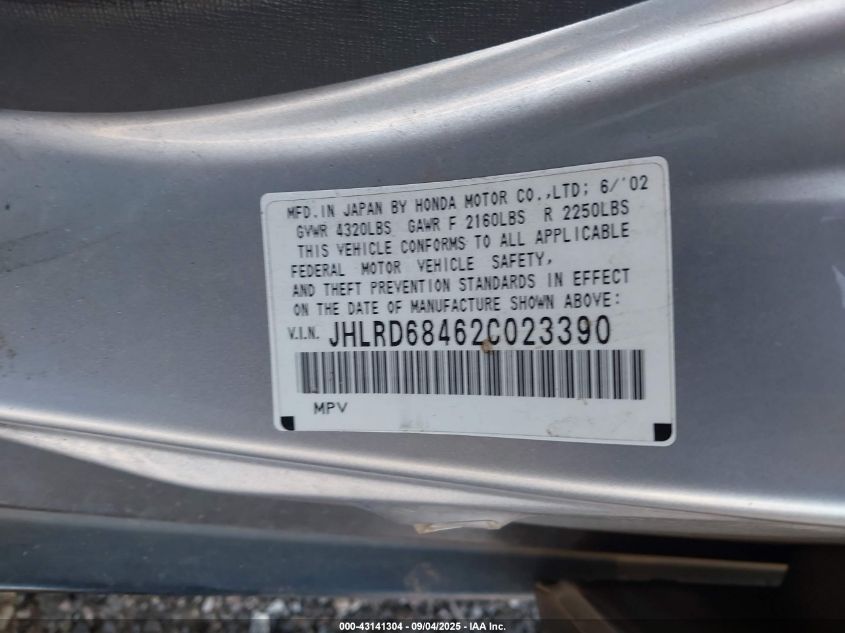 MFD. IN JAPAN BY HONDA MOTOR CO.,LTD; 6/'02
GVWR 4320LBS GAWR F 2160LBS R 2250LBS
THIS VEHICLE CONFORMS TO ALL APPLICABLE
FEDERAL MOTOR VEHICLE SAFETY,
AND THEFT PREVENTION STANDARDS IN EFFECT
ON THE DATE OF MANUFACTURE SHOWN ABOVE:
V.I.N. JHLRD68462C023390
MPV
000-43141304 - 09/04/2025 - IAA Inc.